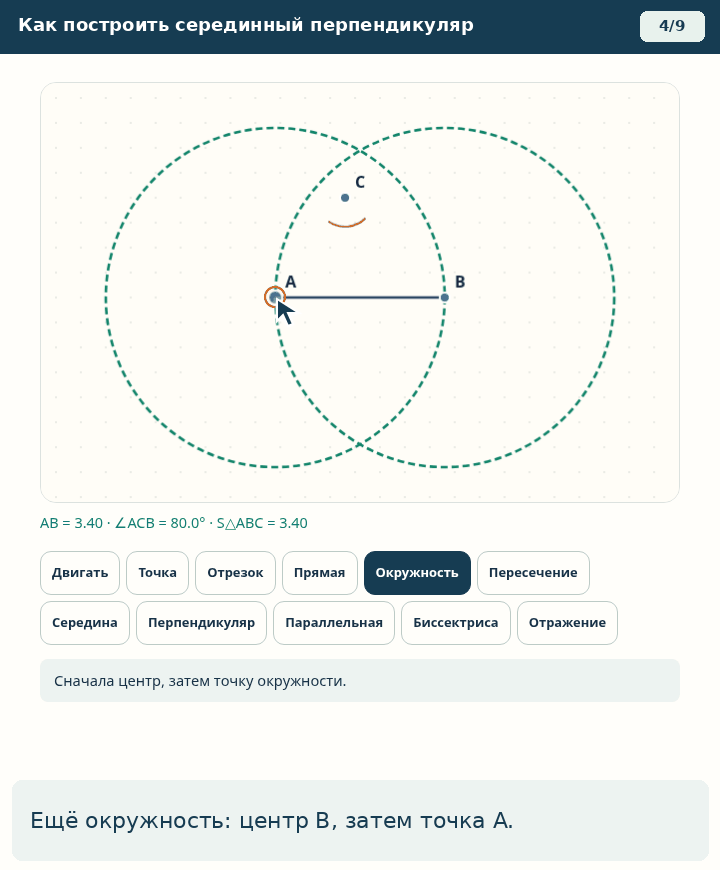 Как построить серединный перпендикуляр
4/9
C
A
B
AB = 3.40 · ∠ACB = 80.0° · S△ABC = 3.40
Двигать
Точка
Отрезок
Прямая
Окружность
Пересечение
Середина
Перпендикуляр
Параллельная
Биссектриса
Отражение
Сначала центр, затем точку окружности.
Ещё окружность: центр B, затем точка A.